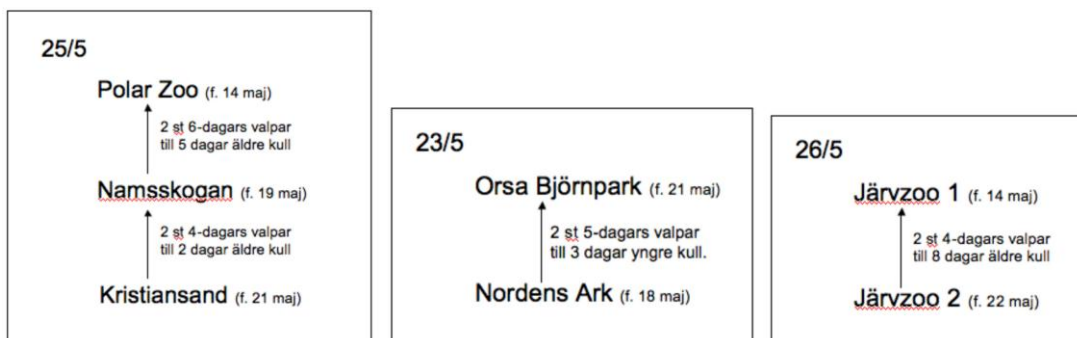 25/5
Polar Zoo (f. 14 maj)
2 st 6-dagars valpar
till 5 dagar äldre kull
Namsskogan (f. 19 maj)
2 st 4-dagars valpar
till 2 dagar äldre kull
Kristiansand (f. 21 maj)
23/5
Orsa Björnpark (f. 21 maj)
2 st 5-dagars valpar
till 3 dagar yngre kull.
Nordens Ark (f. 18 maj)
26/5
Järvzoo 1 (f. 14 maj)
2 st 4-dagars valpar
till 8 dagar äldre kull
Järvzoo 2 (f. 22 maj)